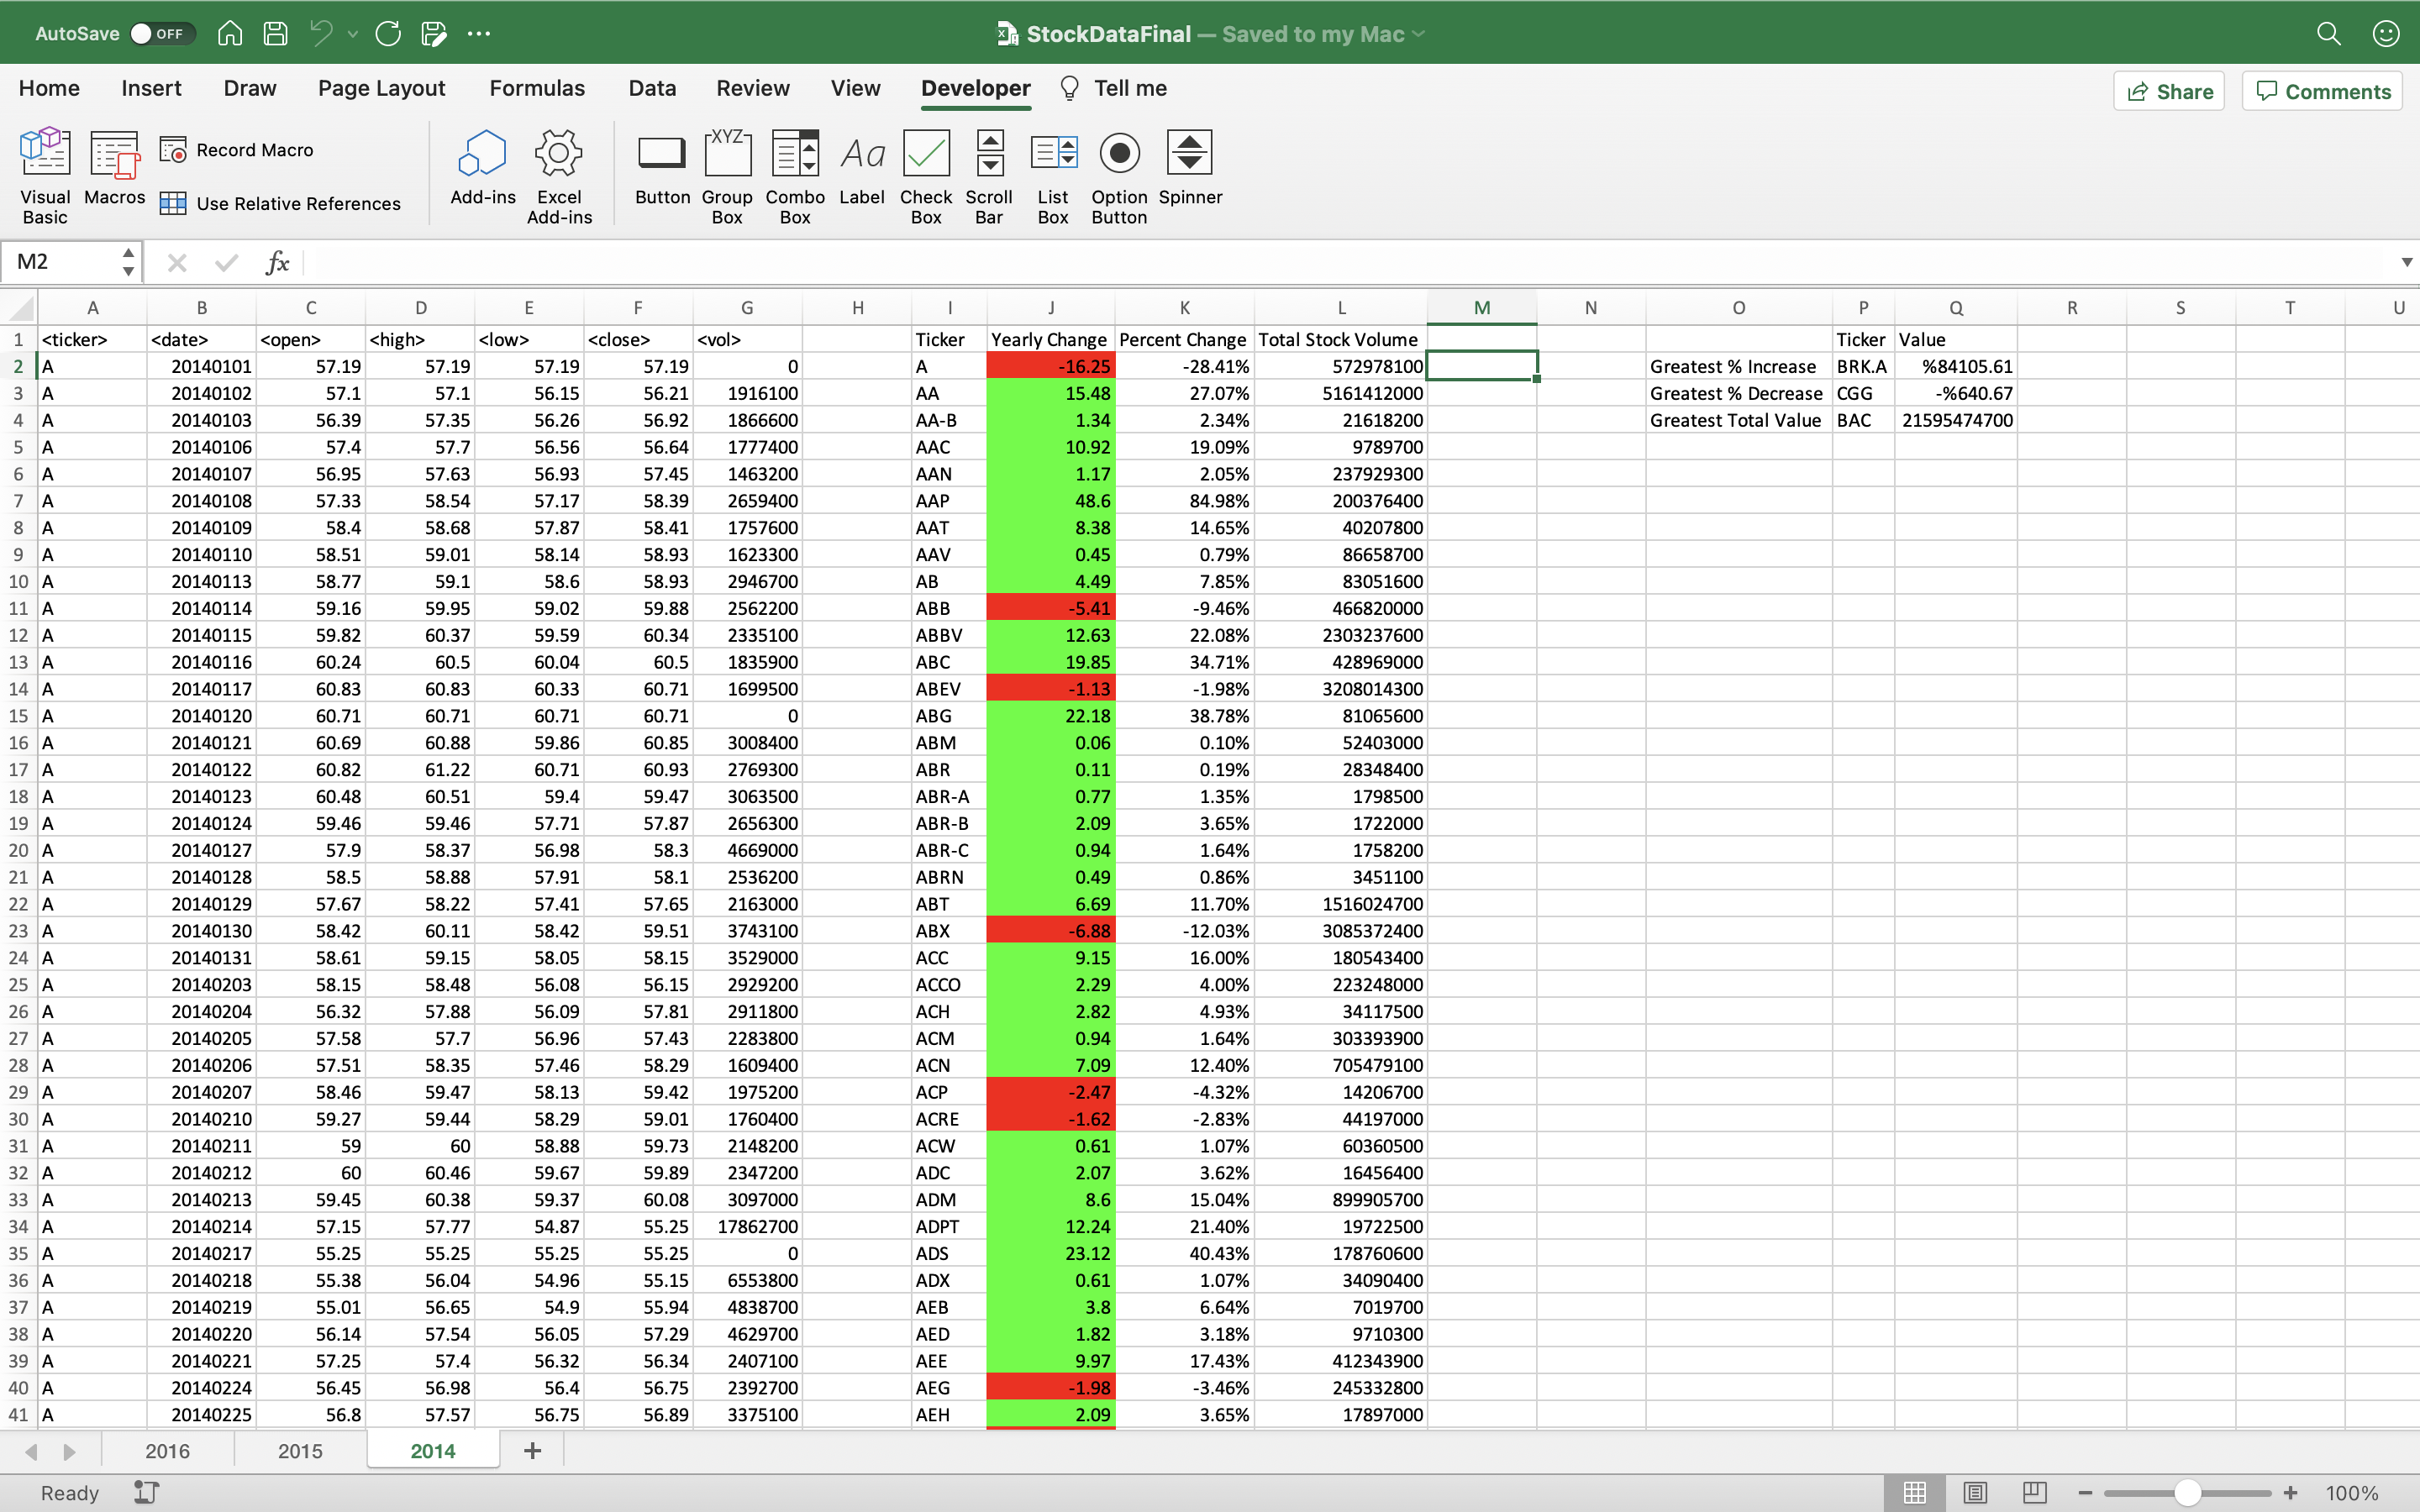 AutoSave OFF StockDataFinal — Saved to my Mac
Home Insert Draw Page Layout Formulas Data Review View Developer Tell me Share Comments
Visual Basic Macros Record Macro Use Relative References Add-ins Excel Add-ins Button Group Box Combo Box Label Check Box Scroll Bar List Box Option Button Spinner
XYZ Aa
M2 fx
A B C D E F G H I J K L M N O P Q R S T U
1 <ticker> <date> <open> <high> <low> <close> <vol> Ticker Yearly Change Percent Change Total Stock Volume Ticker Value
2 A 20140101 57.19 57.19 57.19 57.19 0 A -16.25 -28.41% 572978100 Greatest % Increase BRK.A %84105.61
3 A 20140102 57.1 57.1 56.15 56.21 1916100 AA 15.48 27.07% 5161412000 Greatest % Decrease CGG -%640.67
4 A 20140103 56.39 57.35 56.26 56.92 1866600 AA-B 1.34 2.34% 21618200 Greatest Total Value BAC 21595474700
5 A 20140106 57.4 57.7 56.56 56.64 1777400 AAC 10.92 19.09% 9789700
6 A 20140107 56.95 57.63 56.93 57.45 1463200 AAN 1.17 2.05% 237929300
7 A 20140108 57.33 58.54 57.17 58.39 2659400 AAP 48.6 84.98% 200376400
8 A 20140109 58.4 58.68 57.87 58.41 1757600 AAT 8.38 14.65% 40207800
9 A 20140110 58.51 59.01 58.14 58.93 1623300 AAV 0.45 0.79% 86658700
10 A 20140113 58.77 59.1 58.6 58.93 2946700 AB 4.49 7.85% 83051600
11 A 20140114 59.16 59.95 59.02 59.88 2562200 ABB -5.41 -9.46% 466820000
12 A 20140115 59.82 60.37 59.59 60.34 2335100 ABBV 12.63 22.08% 2303237600
13 A 20140116 60.24 60.5 60.04 60.5 1835900 ABC 19.85 34.71% 428969000
14 A 20140117 60.83 60.83 60.33 60.71 1699500 ABEV -1.13 -1.98% 3208014300
15 A 20140120 60.71 60.71 60.71 60.71 0 ABG 22.18 38.78% 81065600
16 A 20140121 60.69 60.88 59.86 60.85 3008400 ABM 0.06 0.10% 52403000
17 A 20140122 60.82 61.22 60.71 60.93 2769300 ABR 0.11 0.19% 28348400
18 A 20140123 60.48 60.51 59.4 59.47 3063500 ABR-A 0.77 1.35% 1798500
19 A 20140124 59.46 59.46 57.71 57.87 2656300 ABR-B 2.09 3.65% 1722000
20 A 20140127 57.9 58.37 56.98 58.3 4669000 ABR-C 0.94 1.64% 1758200
21 A 20140128 58.5 58.88 57.91 58.1 2536200 ABRN 0.49 0.86% 3451100
22 A 20140129 57.67 58.22 57.41 57.65 2163000 ABT 6.69 11.70% 1516024700
23 A 20140130 58.42 60.11 58.42 59.51 3743100 ABX -6.88 -12.03% 3085372400
24 A 20140131 58.61 59.15 58.05 58.15 3529000 ACC 9.15 16.00% 180543400
25 A 20140203 58.15 58.48 56.08 56.15 2929200 ACCO 2.29 4.00% 223248000
26 A 20140204 56.32 57.88 56.09 57.81 2911800 ACH 2.82 4.93% 34117500
27 A 20140205 57.58 57.7 56.96 57.43 2283800 ACM 0.94 1.64% 303393900
28 A 20140206 57.51 58.35 57.46 58.29 1609400 ACN 7.09 12.40% 705479100
29 A 20140207 58.46 59.47 58.13 59.42 1975200 ACP -2.47 -4.32% 14206700
30 A 20140210 59.27 59.44 58.29 59.01 1760400 ACRE -1.62 -2.83% 44197000
31 A 20140211 59 60 58.88 59.73 2148200 ACW 0.61 1.07% 60360500
32 A 20140212 60 60.46 59.67 59.89 2347200 ADC 2.07 3.62% 16456400
33 A 20140213 59.45 60.38 59.37 60.08 3097000 ADM 8.6 15.04% 899905700
34 A 20140214 57.15 57.77 54.87 55.25 17862700 ADPT 12.24 21.40% 19722500
35 A 20140217 55.25 55.25 55.25 55.25 0 ADS 23.12 40.43% 178760600
36 A 20140218 55.38 56.04 54.96 55.15 6553800 ADX 0.61 1.07% 34090400
37 A 20140219 55.01 56.65 54.9 55.94 4838700 AEB 3.8 6.64% 7019700
38 A 20140220 56.14 57.54 56.05 57.29 4629700 AED 1.82 3.18% 9710300
39 A 20140221 57.25 57.4 56.32 56.34 2407100 AEE 9.97 17.43% 412343900
40 A 20140224 56.45 56.98 56.4 56.75 2392700 AEG -1.98 -3.46% 245332800
41 A 20140225 56.8 57.57 56.75 56.89 3375100 AEH 2.09 3.65% 17897000
2016 2015 2014 +
Ready 100%